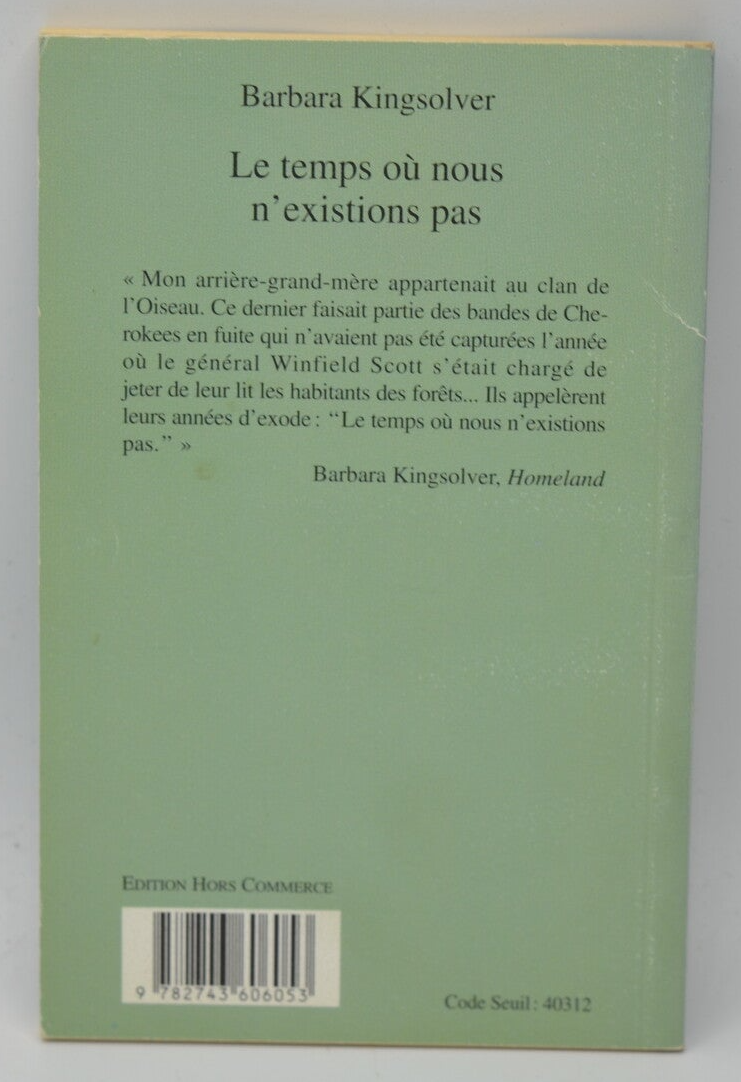 Barbara Kingsolver
Le temps où nous
n'existions pas
« Mon arrière-grand-mère appartenait au clan de
l'Oiseau. Ce dernier faisait partie des bandes de Che-
rokees en fuite qui n'avaient pas été capturées l'année
où le général Winfield Scott s'était chargé de
jeter de leur lit les habitants des forêts... Ils appelèrent
leurs années d'exode : “Le temps où nous n'existions
pas.” »
Barbara Kingsolver, Homeland
EDITION HORS COMMERCE
9 782743 606053
Code Seuil : 40312